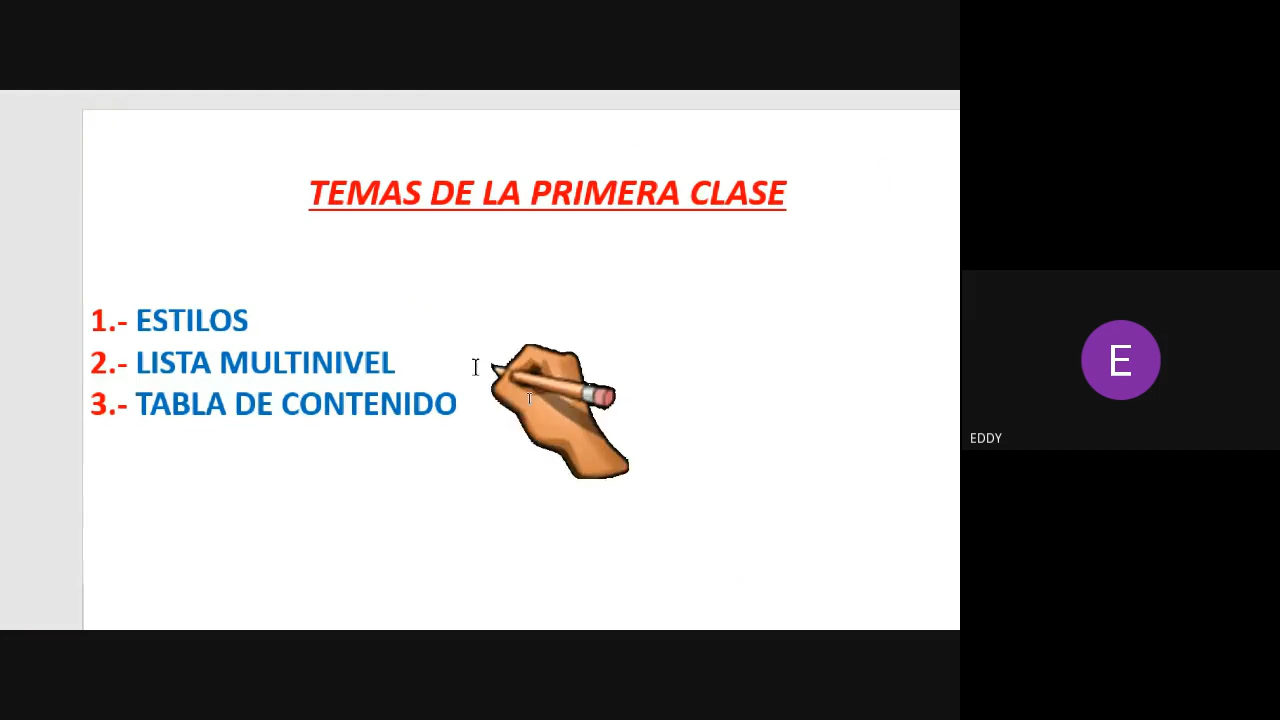 TEMAS DE LA PRIMERA CLASE
1.- ESTILOS
2.- LISTA MULTINIVEL
3.- TABLA DE CONTENIDO
E
EDDY